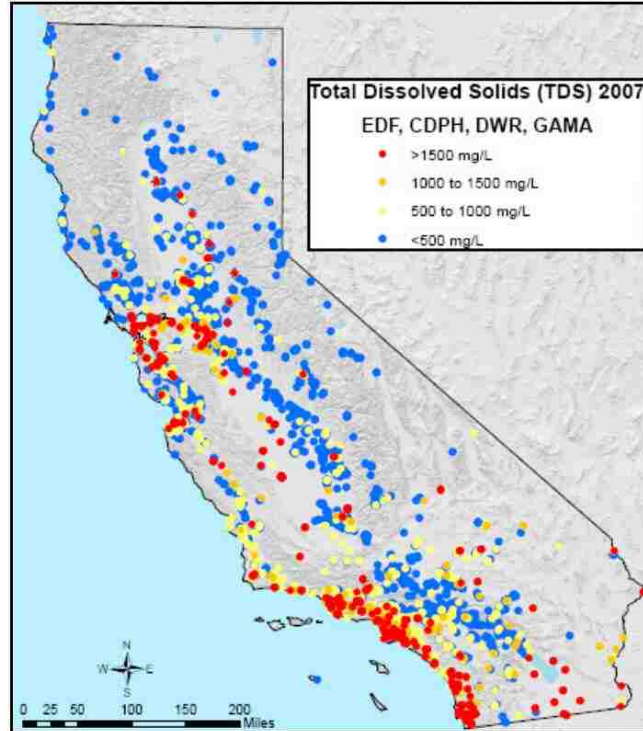 Total Dissolved Solids (TDS) 2007
EDF, CDPH, DWR, GAMA
>1500 mg/L
1000 to 1500 mg/L
500 to 1000 mg/L
<500 mg/L
N
W E
S
0 25 50 100 150 200
Miles